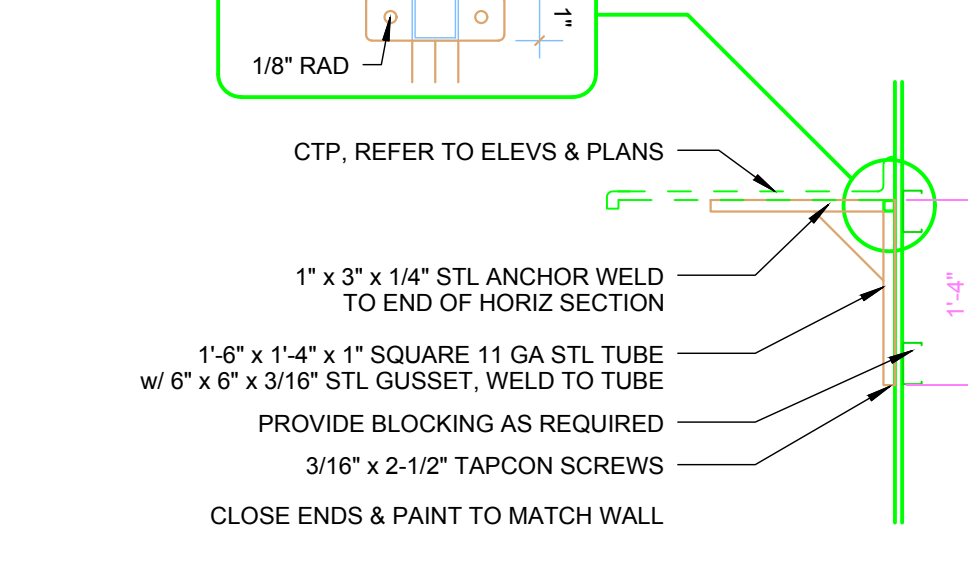 1"
1/8" RAD
CTP, REFER TO ELEVS & PLANS
1" x 3" x 1/4" STL ANCHOR WELD
TO END OF HORIZ SECTION
1'-4"
1'-6" x 1'-4" x 1" SQUARE 11 GA STL TUBE
w/ 6" x 6" x 3/16" STL GUSSET, WELD TO TUBE
PROVIDE BLOCKING AS REQUIRED
3/16" x 2-1/2" TAPCON SCREWS
CLOSE ENDS & PAINT TO MATCH WALL